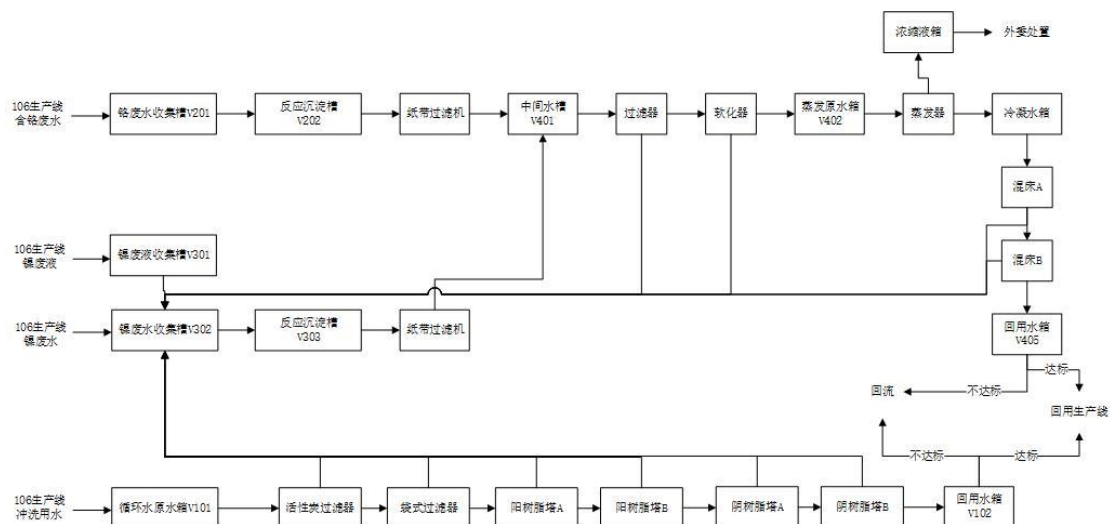 浓缩液箱
外委处置
106生产线
含铬废水
铬废水收集槽V201
反应沉淀槽
V202
纸带过滤机
中间水槽
V401
过滤器
软化器
蒸发原水箱
V402
蒸发器
冷凝水箱
混床A
106生产线
镍废液
镍废液收集槽V301
混床B
106生产线
镍废水
镍废水收集槽V302
反应沉淀槽
V303
纸带过滤机
回用水箱
V405
达标
回流
不达标
回用生产线
不达标
达标
106生产线
冲洗用水
循环水原水箱V101
活性炭过滤器
袋式过滤器
阳树脂塔A
阳树脂塔B
阴树脂塔A
阴树脂塔B
回用水箱
V102